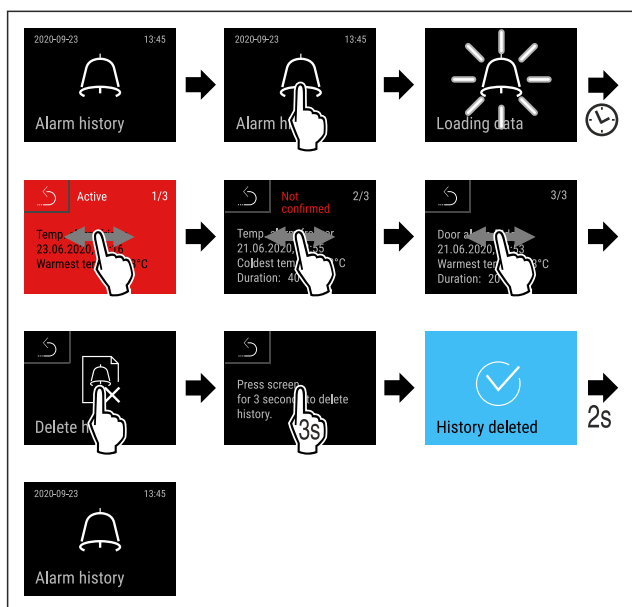 2020-09-23 13:45
Alarm history
2020-09-23 13:45
Alarm
Loading data
Active 1/3
Temp.
23.06.2020,
Warmest °C
Not 2/3
confirmed
Temp.
21.06.2020,
Coldest °C
Duration:
3/3
Door
21.06.2020,
Warmest °C
Duration:
Delete
Press screen
for 3 seconds to delete
history.
3s
History deleted
2s
2020-09-23 13:45
Alarm history